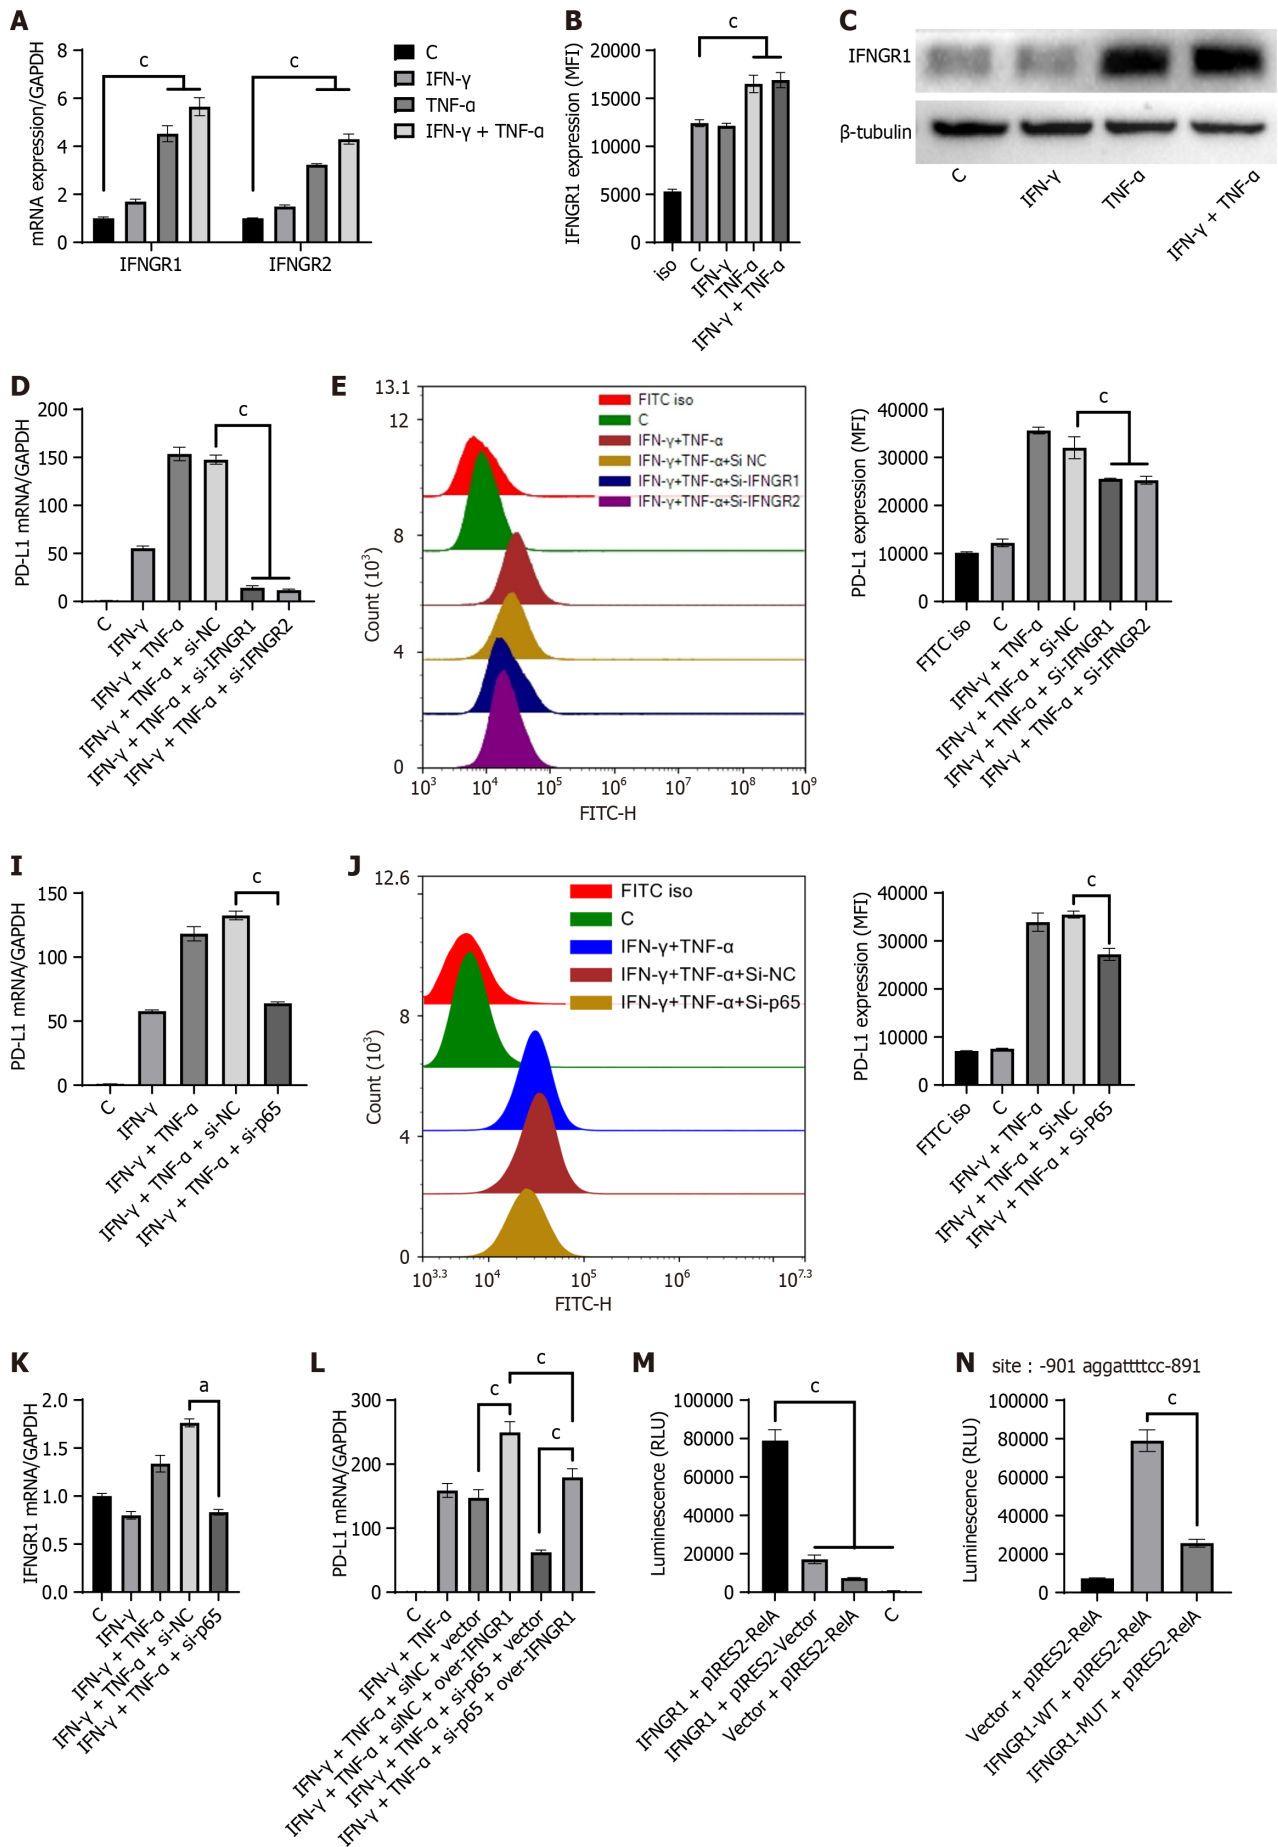 A
mRNA expression/GAPDH
8
6
4
2
0
c
c
IFNGR1
IFNGR2
C
IFN-γ
TNF-α
IFN-γ + TNF-α
B
IFNGR1 expression (MFI)
20000
15000
10000
5000
0
c
iso
C
IFN-γ
TNF-α
IFN-γ + TNF-α
C
IFNGR1
β-tubulin
C
IFN-γ
TNF-α
IFN-γ + TNF-α
D
PD-L1 mRNA/GAPDH
200
150
100
50
0
c
C
IFN-γ
IFN-γ + TNF-α
IFN-γ + TNF-α + si-NC
IFN-γ + TNF-α + si-IFNGR1
IFN-γ + TNF-α + si-IFNGR2
E
Count (10³)
13.1
12
8
4
0
FITC iso
C
IFN-γ+TNF-α
IFN-γ+TNF-α+Si NC
IFN-γ+TNF-α+Si-IFNGR1
IFN-γ+TNF-α+Si-IFNGR2
10³
10⁴
10⁵
10⁶
10⁷
10⁸
10⁹
FITC-H
PD-L1 expression (MFI)
40000
30000
20000
10000
0
c
FITC iso
C
IFN-γ + TNF-α
IFN-γ + TNF-α + Si-NC
IFN-γ + TNF-α + Si-IFNGR1
IFN-γ + TNF-α + Si-IFNGR2
I
PD-L1 mRNA/GAPDH
150
100
50
0
c
C
IFN-γ
IFN-γ + TNF-α
IFN-γ + TNF-α + si-NC
IFN-γ + TNF-α + si-p65
J
Count (10³)
12.6
8
4
0
FITC iso
C
IFN-γ+TNF-α
IFN-γ+TNF-α+Si-NC
IFN-γ+TNF-α+Si-p65
10³·³
10⁴
10⁵
10⁶
10⁷·³
FITC-H
PD-L1 expression (MFI)
40000
30000
20000
10000
0
c
FITC iso
C
IFN-γ + TNF-α
IFN-γ + TNF-α + Si-NC
IFN-γ + TNF-α + Si-P65
K
IFNGR1 mRNA/GAPDH
2.0
1.5
1.0
0.5
0.0
a
C
IFN-γ
IFN-γ + TNF-α
IFN-γ + TNF-α + si-NC
IFN-γ + TNF-α + si-p65
L
PD-L1 mRNA/GAPDH
300
200
100
0
c
c
c
C
IFN-γ + TNF-α
IFN-γ + TNF-α + siNC + vector
IFN-γ + TNF-α + siNC + over-IFNGR1
IFN-γ + TNF-α + si-p65 + vector
IFN-γ + TNF-α + si-p65 + over-IFNGR1
M
Luminescence (RLU)
100000
80000
60000
40000
20000
0
c
IFNGR1 + pIRES2-RelA
IFNGR1 + pIRES2-Vector
Vector + pIRES2-RelA
C
N
site : -901 aggattttcc-891
Luminescence (RLU)
100000
80000
60000
40000
20000
0
c
Vector + pIRES2-RelA
IFNGR1-WT + pIRES2-RelA
IFNGR1-MUT + pIRES2-RelA